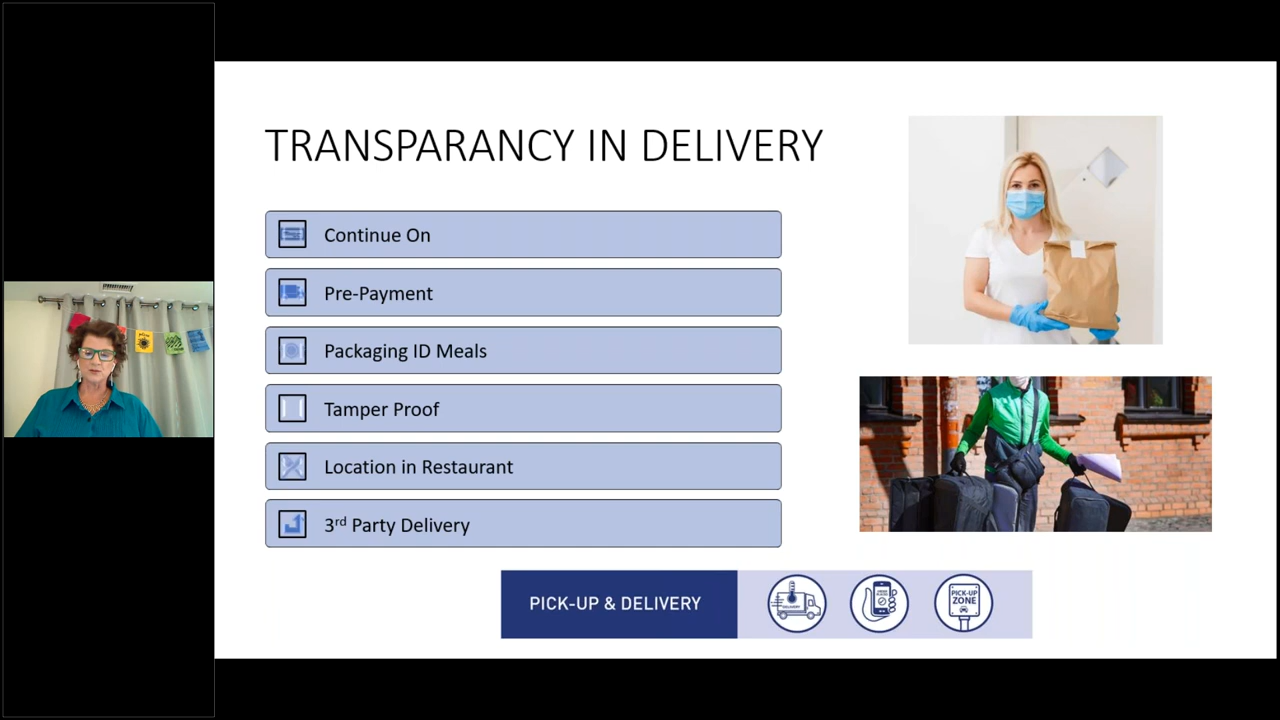 TRANSPARANCY IN DELIVERY
Continue On
Pre-Payment
Packaging ID Meals
Tamper Proof
Location in Restaurant
3rd Party Delivery
PICK-UP & DELIVERY
DELIVERY
PICK-UP
ZONE